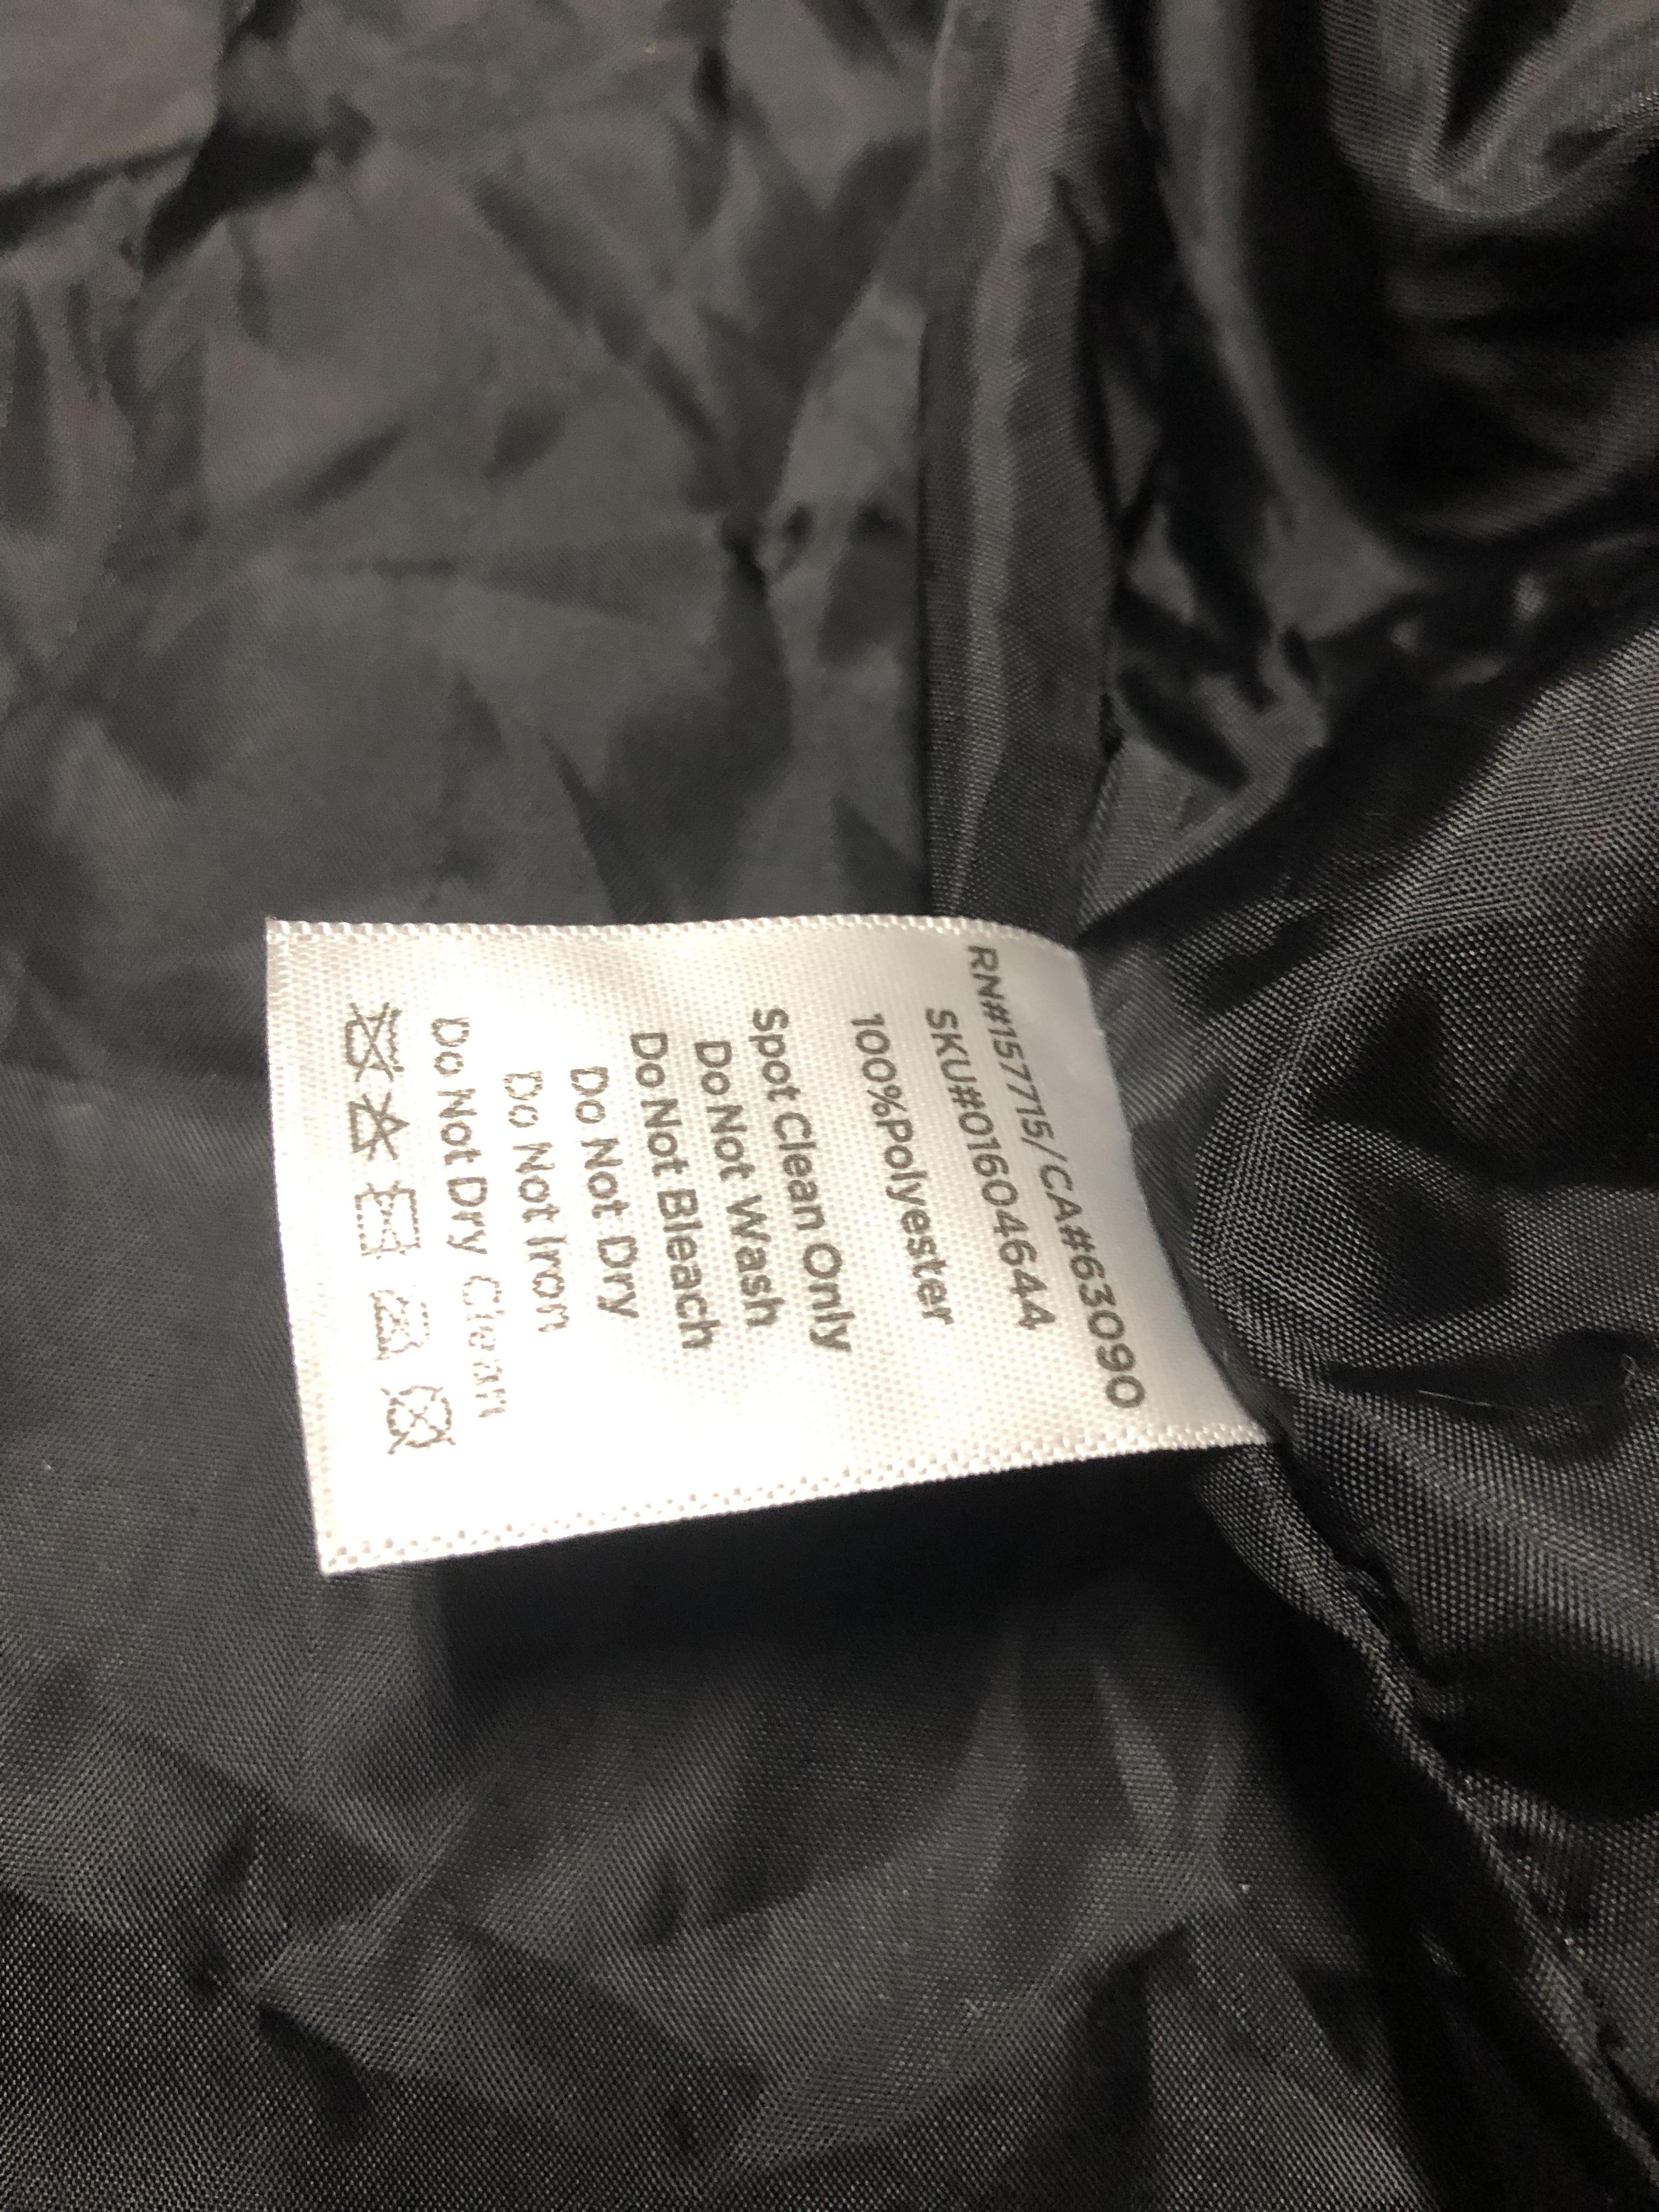 RN#157715/CA#63090
SKU#01604644
100%Polyester
Spot Clean Only
Do Not Wash
Do Not Bleach
Do Not Dry
Do Not Iron
Do Not Dry Clean